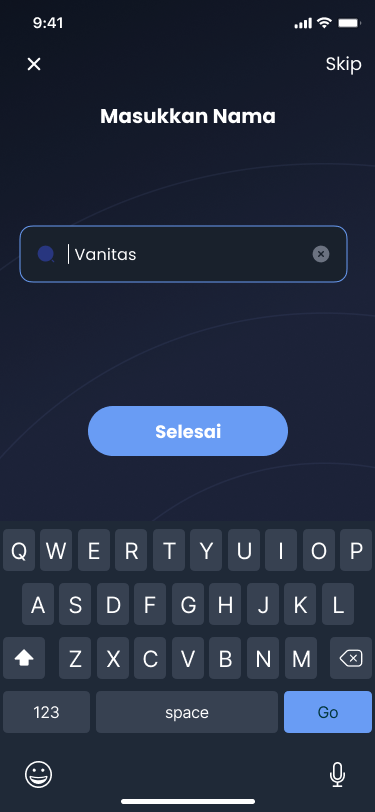 9:41
Skip
Masukkan Nama
Vanitas
Selesai
Q W E R T Y U I O P
A S D F G H J K L
Z X C V B N M
123 space Go